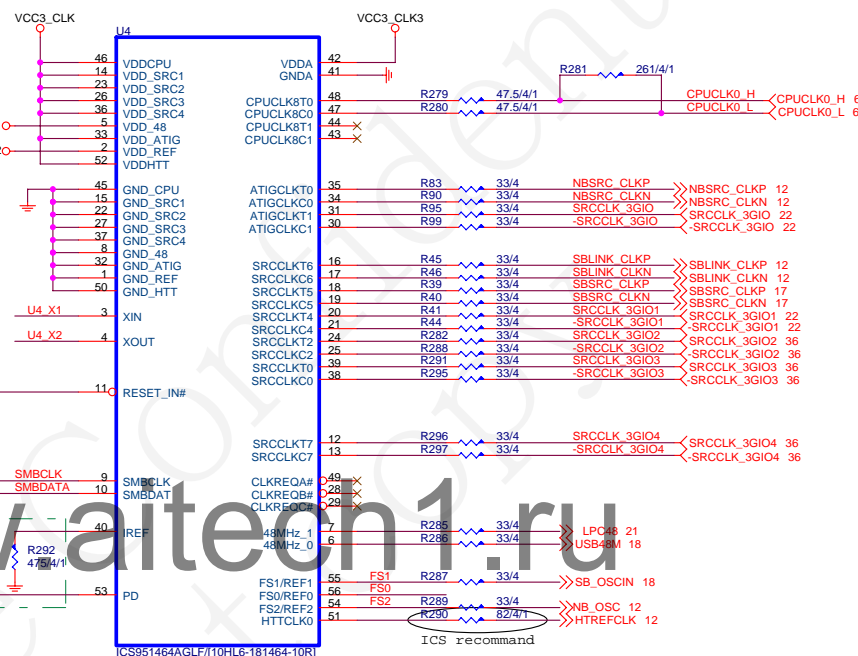 VCC3_CLK
VCC3_CLK3
U4
46 VDDCPU
14 VDD_SRC1
23 VDD_SRC2
26 VDD_SRC3
36 VDD_SRC4
5 VDD_48
33 VDD_ATIG
2 VDD_REF
52 VDDHTT
45 GND_CPU
15 GND_SRC1
22 GND_SRC2
27 GND_SRC3
37 GND_SRC4
8 GND_48
32 GND_ATIG
1 GND_REF
50 GND_HTT
U4_X1 3 XIN
U4_X2 4 XOUT
11 RESET_IN#
SMBCLK 9 SMBCLK
SMBDATA 10 SMBDAT
40 IREF
R292
475/4/1
53 PD
VDDA 42
GNDA 41
R281 261/4/1
CPUCLK8T0 48 R279 47.5/4/1 CPUCLK0_H CPUCLK0_H 6
CPUCLK8C0 47 R280 47.5/4/1 CPUCLK0_L CPUCLK0_L 6
CPUCLK8T1 44
CPUCLK8C1 43
ATIGCLKT0 35 R83 33/4 NBSRC_CLKP NBSRC_CLKP 12
ATIGCLKC0 34 R90 33/4 NBSRC_CLKN NBSRC_CLKN 12
ATIGCLKT1 31 R95 33/4 SRCCLK_3GIO SRCCLK_3GIO 22
ATIGCLKC1 30 R99 33/4 -SRCCLK_3GIO -SRCCLK_3GIO 22
SRCCLKT6 16 R45 33/4 SBLINK_CLKP SBLINK_CLKP 12
SRCCLKC6 17 R46 33/4 SBLINK_CLKN SBLINK_CLKN 12
SRCCLKT5 18 R39 33/4 SBSRC_CLKP SBSRC_CLKP 17
SRCCLKC5 19 R40 33/4 SBSRC_CLKN SBSRC_CLKN 17
SRCCLKT4 20 R41 33/4 SRCCLK_3GIO1 SRCCLK_3GIO1 22
SRCCLKC4 21 R44 33/4 -SRCCLK_3GIO1 -SRCCLK_3GIO1 22
SRCCLKT2 24 R282 33/4 SRCCLK_3GIO2 SRCCLK_3GIO2 36
SRCCLKC2 25 R288 33/4 -SRCCLK_3GIO2 -SRCCLK_3GIO2 36
SRCCLKT0 39 R291 33/4 SRCCLK_3GIO3 SRCCLK_3GIO3 36
SRCCLKC0 38 R295 33/4 -SRCCLK_3GIO3 -SRCCLK_3GIO3 36
SRCCLKT7 12 R296 33/4 SRCCLK_3GIO4 SRCCLK_3GIO4 36
SRCCLKC7 13 R297 33/4 -SRCCLK_3GIO4 -SRCCLK_3GIO4 36
CLKREQA# 49
CLKREQB# 28
CLKREQC# 29
48MHz_1 7 R285 33/4 LPC48 21
48MHz_0 6 R286 33/4 USB48M 18
FS1/REF1 55 FS1 R287 33/4 SB_OSCIN 18
FS0/REF0 56 FS0
FS2/REF2 54 FS2 R289 33/4 NB_OSC 12
HTTCLK0 51 R290 82/4/1 HTREFCLK 12
ICS recommand
ICS951464AGLF/[10HL6-181464-10R]
.aitech1.ru